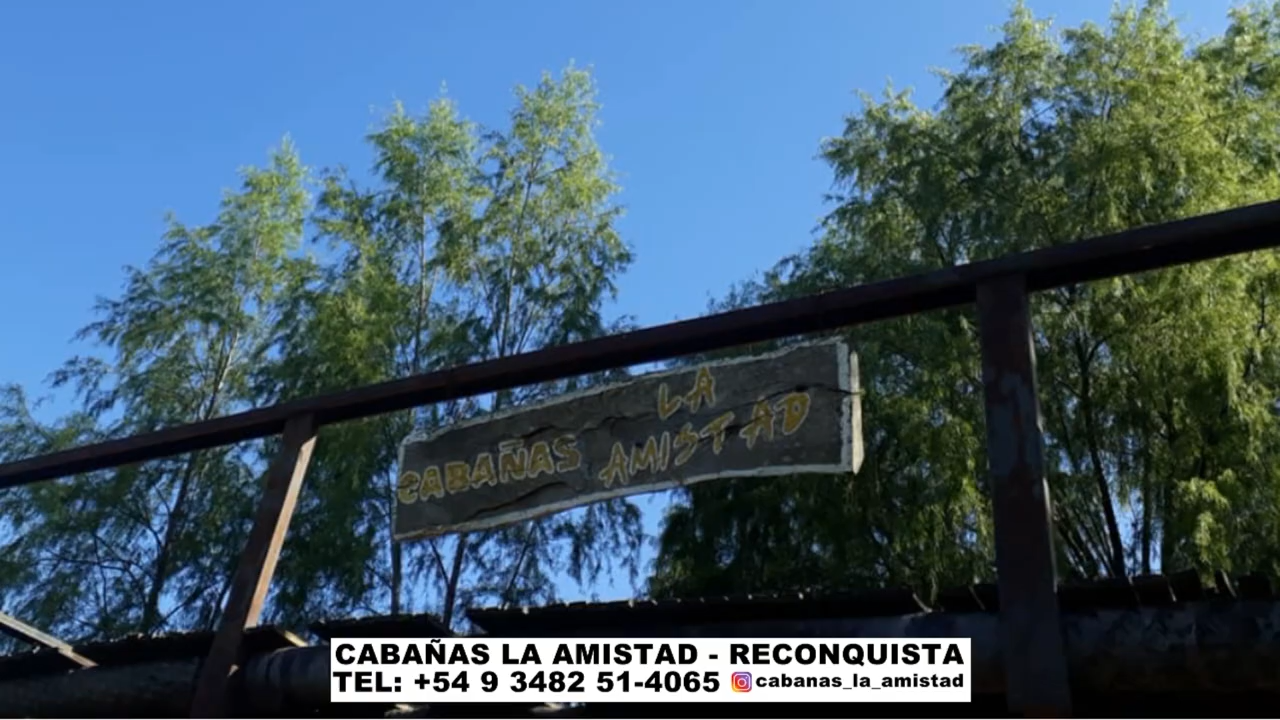 LA
CABAÑAS AMISTAD
CABAÑAS LA AMISTAD - RECONQUISTA
TEL: +54 9 3482 51-4065 cabanas_la_amistad